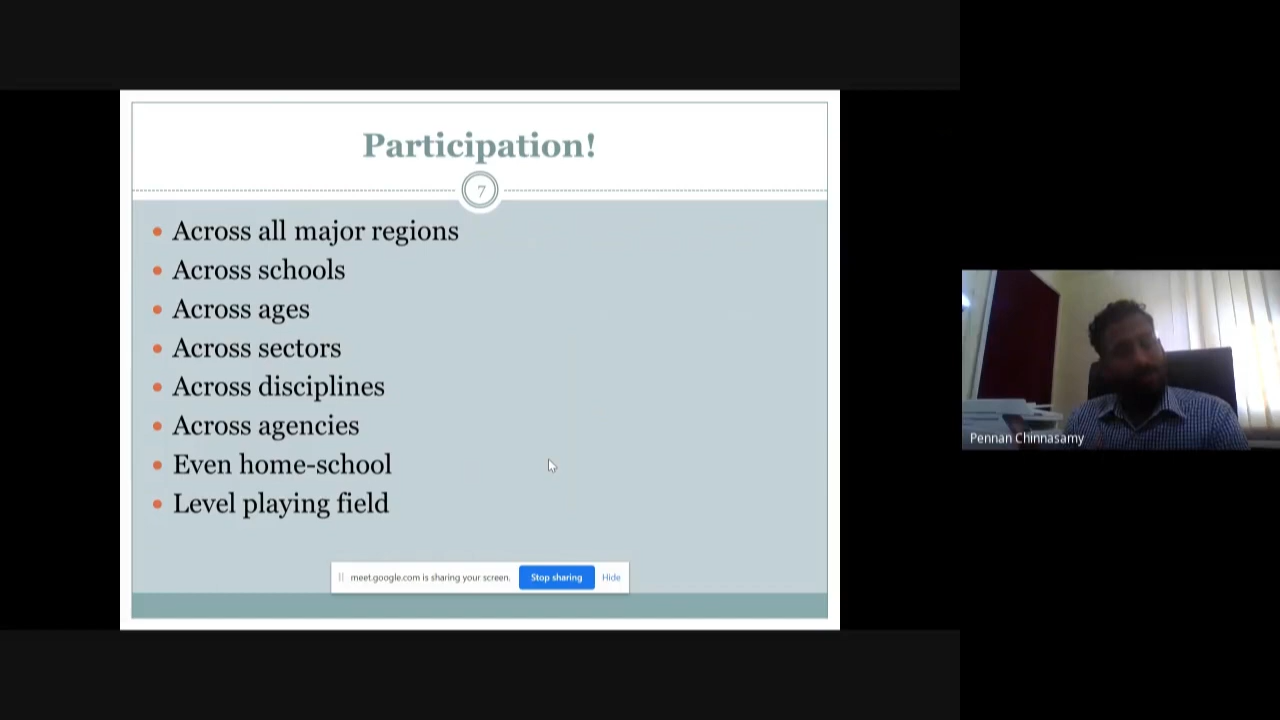 Participation!
7
Across all major regions
Across schools
Across ages
Across sectors
Across disciplines
Across agencies
Even home-school
Level playing field
meet.google.com is sharing your screen.
Stop sharing
Hide
Pennan Chinnasamy